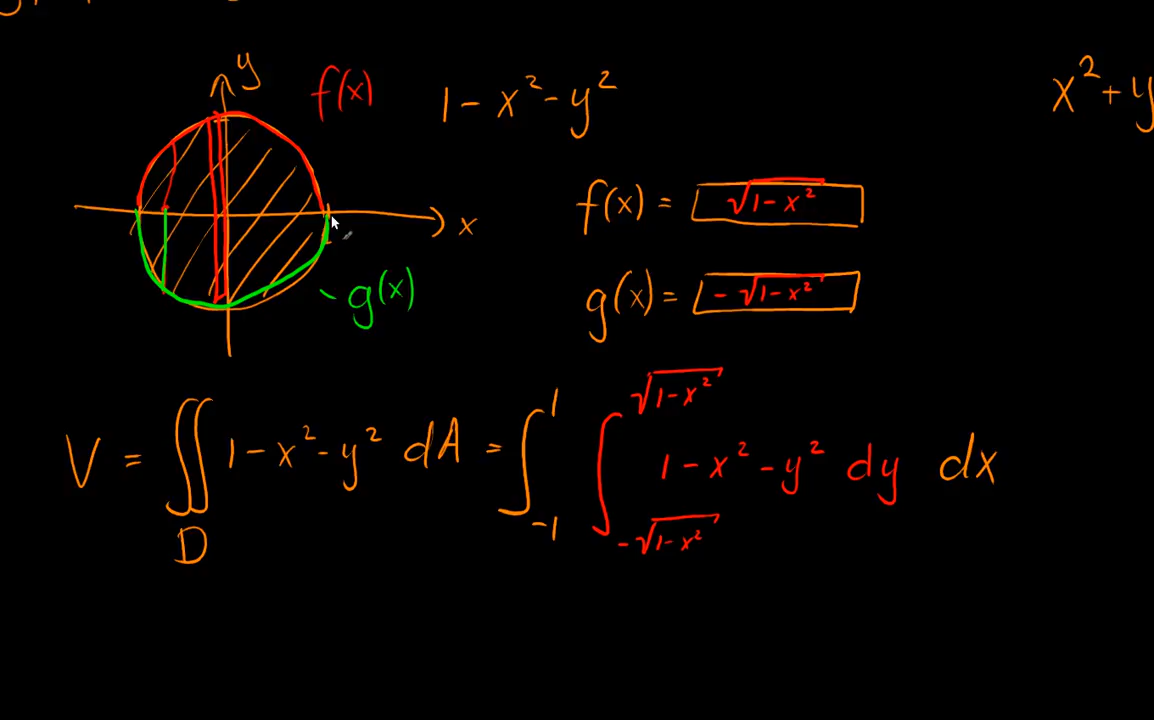 y
f(x) 1 - x² - y²
x² + y
x
f(x) = √(1-x²)
g(x) = -√(1-x²)
g(x)
V = ∬_D 1 - x² - y² dA = ∫_{-1}^{1} ∫_{-√(1-x²)}^{√(1-x²)} 1 - x² - y² dy dx